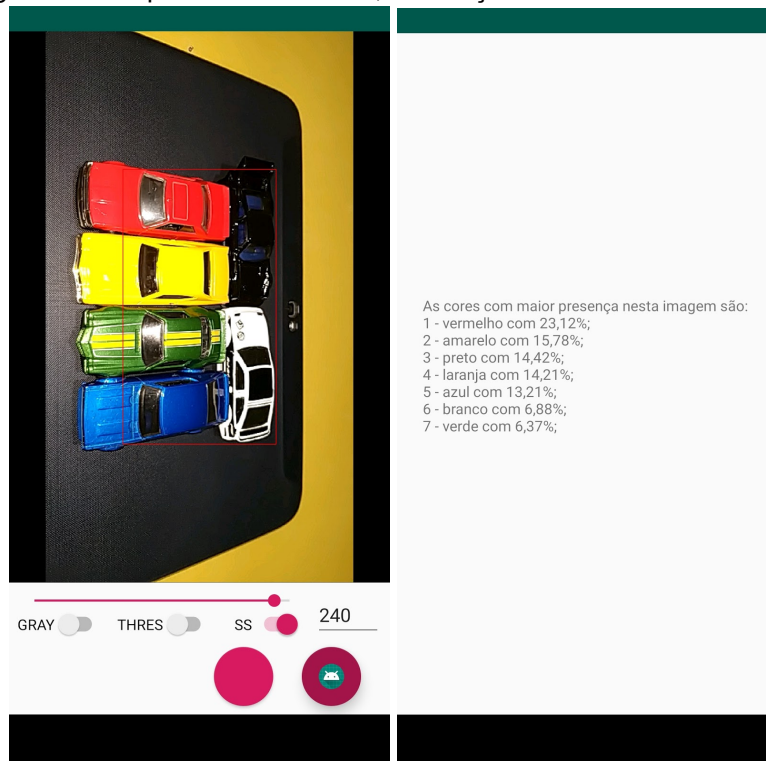 GRAY
THRES
SS
240
As cores com maior presença nesta imagem são:
1 - vermelho com 23,12%;
2 - amarelo com 15,78%;
3 - preto com 14,42%;
4 - laranja com 14,21%;
5 - azul com 13,21%;
6 - branco com 6,88%;
7 - verde com 6,37%;